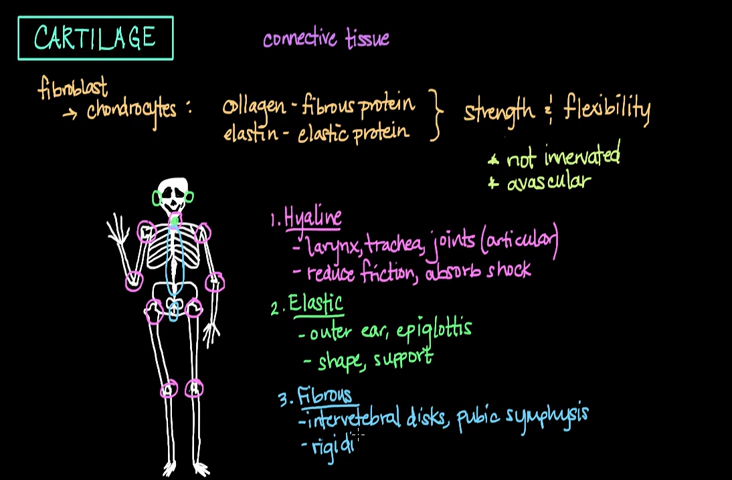 CARTILAGE
connective tissue
fibroblast
→ chondrocytes:
collagen - fibrous protein
elastin - elastic protein
strength & flexibility
* not innervated
* avascular
1. Hyaline
- larynx, trachea, joints (articular)
- reduce friction, absorb shock
2. Elastic
- outer ear, epiglottis
- shape, support
3. Fibrous
- intervetebral disks, pubic symphysis
- rigidi